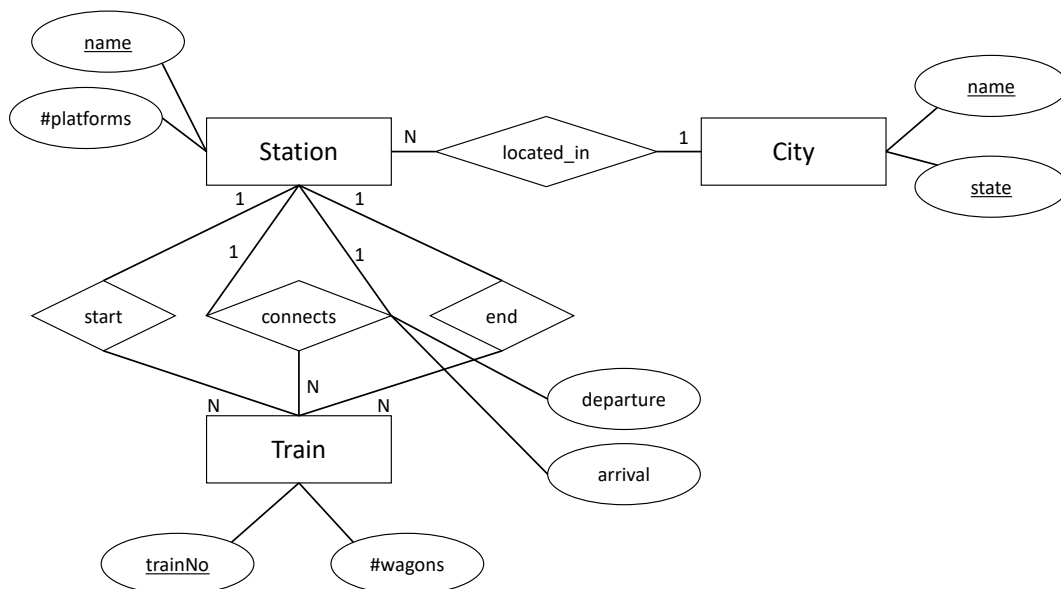 name
#platforms
Station
N
located_in
1
City
name
state
1
1
1
1
start
connects
end
departure
arrival
N
N
N
Train
trainNo
#wagons